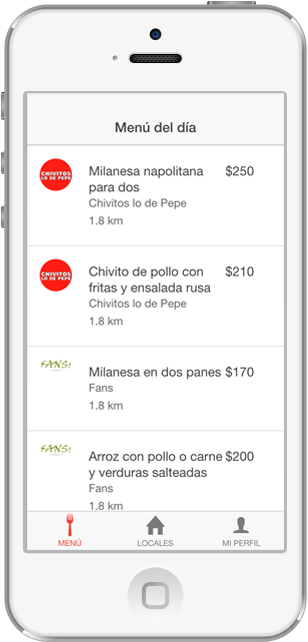 Menú del día
CHIVITOS
LO DE PEPE
Milanesa napolitana $250
para dos
Chivitos lo de Pepe
1.8 km
CHIVITOS
LO DE PEPE
Chivito de pollo con $210
fritas y ensalada rusa
Chivitos lo de Pepe
1.8 km
FANS!
Milanesa en dos panes $170
Fans
1.8 km
FANS!
Arroz con pollo o carne $200
y verduras salteadas
Fans
1.8 km
MENÚ LOCALES MI PERFIL